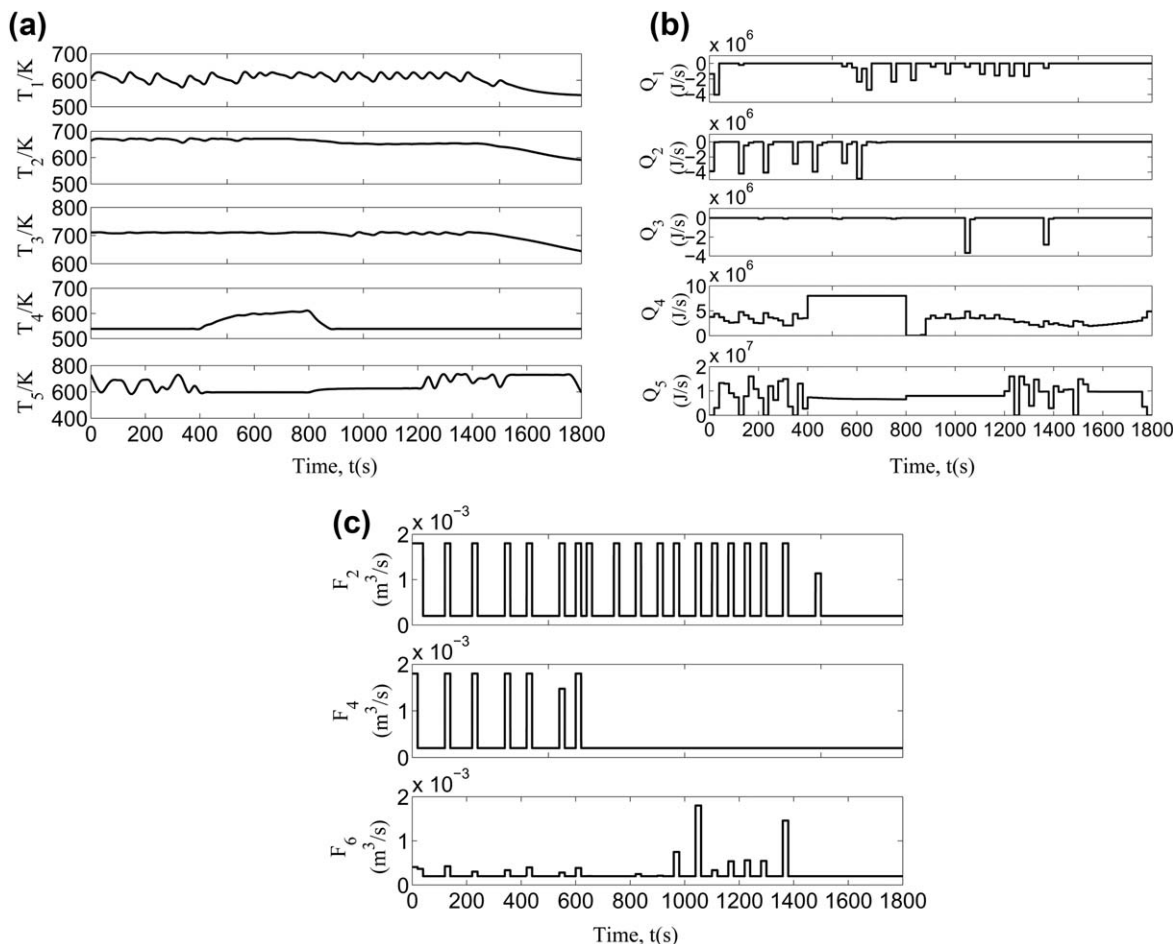 (a)
700
600
500
T1/K
700
600
500
T2/K
800
700
600
T3/K
700
600
500
T4/K
800
600
400
T5/K
0 200 400 600 800 1000 1200 1400 1600 1800
Time, t(s)
(b)
x 10^6
0
−2
−4
Q1
(J/s)
x 10^6
0
−2
−4
Q2
(J/s)
x 10^6
0
−2
−4
Q3
(J/s)
x 10^6
10
5
0
Q4
(J/s)
x 10^7
2
1
0
Q5
(J/s)
0 200 400 600 800 1000 1200 1400 1600 1800
Time, t(s)
(c)
x 10^−3
2
1
0
F2
(m^3/s)
x 10^−3
2
1
0
F4
(m^3/s)
x 10^−3
2
1
0
F6
(m^3/s)
0 200 400 600 800 1000 1200 1400 1600 1800
Time, t(s)